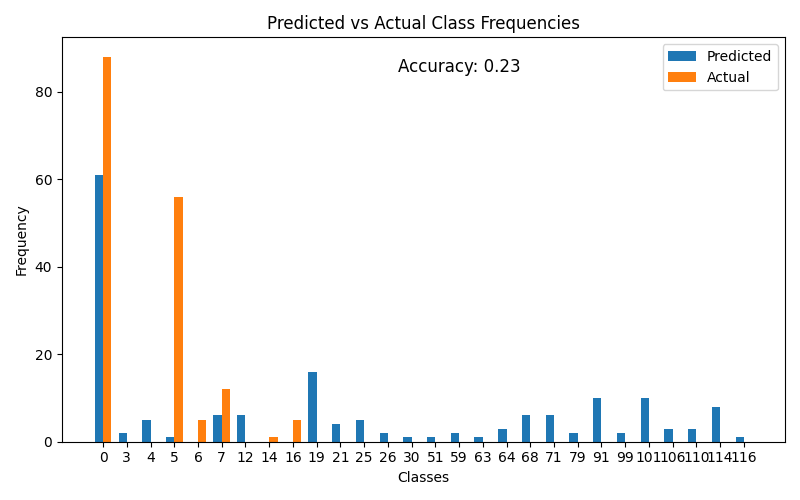 Predicted vs Actual Class Frequencies
Accuracy: 0.23
Predicted
Actual
Frequency
80
60
40
20
0
0 3 4 5 6 7 12 14 16 19 21 25 26 30 51 59 63 64 68 71 79 91 99 101 106 110 114 116
Classes